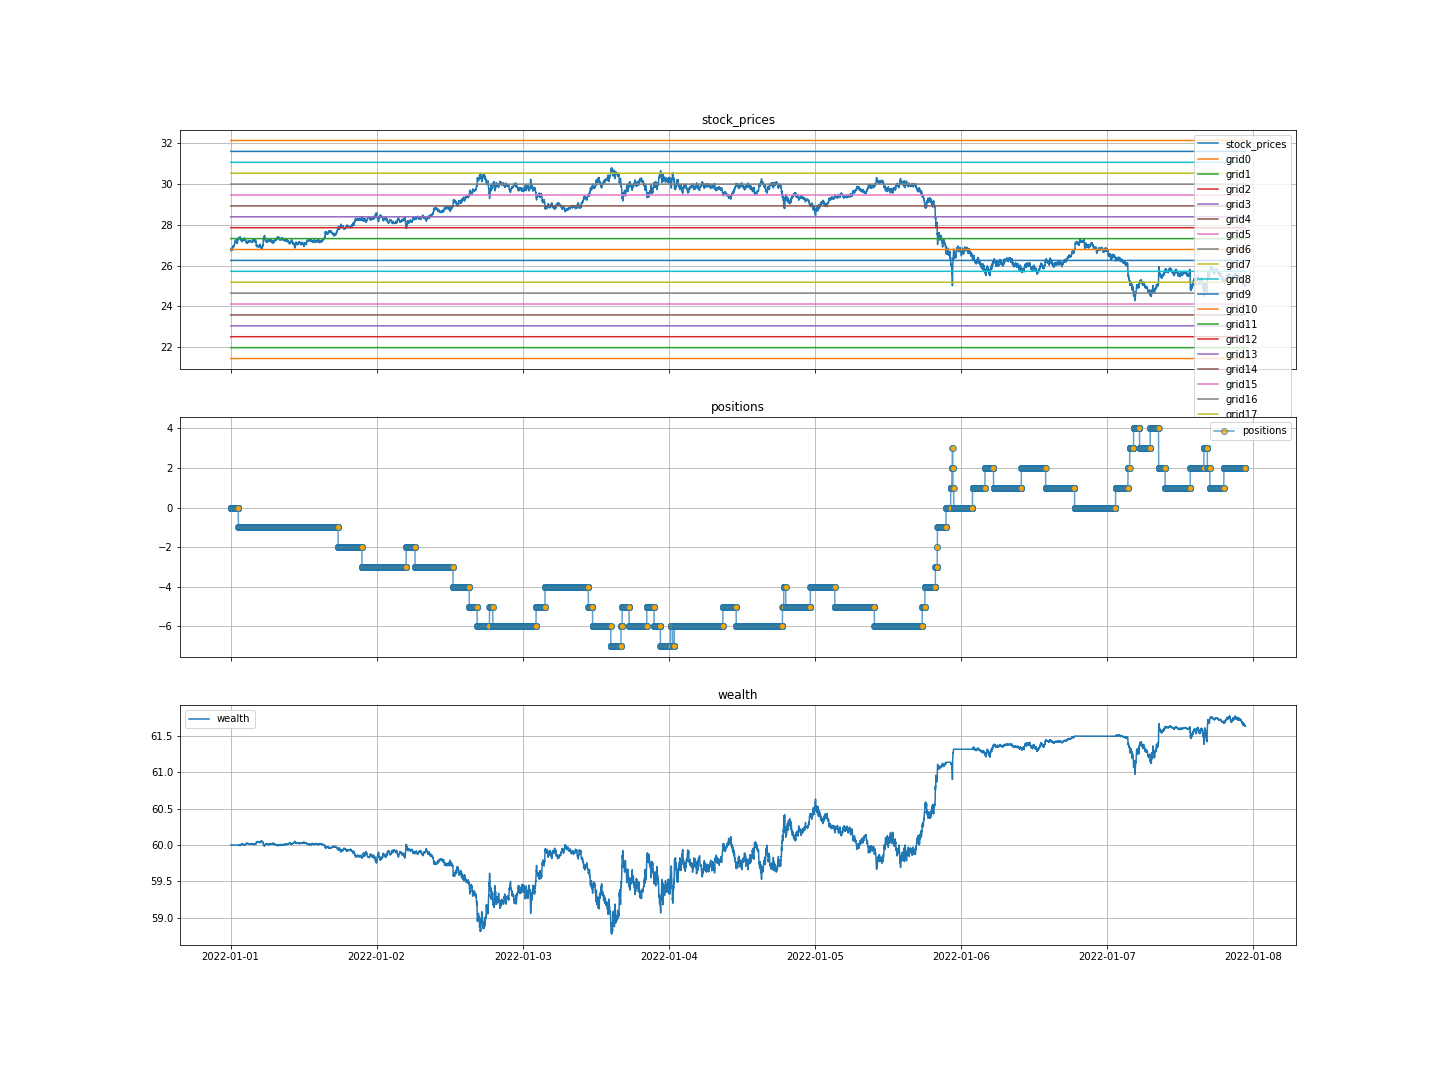 stock_prices
32
30
28
26
24
22
stock_prices
grid0
grid1
grid2
grid3
grid4
grid5
grid6
grid7
grid8
grid9
grid10
grid11
grid12
grid13
grid14
grid15
grid16
grid17
positions
4
2
0
−2
−4
−6
positions
wealth
wealth
61.5
61.0
60.5
60.0
59.5
59.0
2022-01-01 2022-01-02 2022-01-03 2022-01-04 2022-01-05 2022-01-06 2022-01-07 2022-01-08